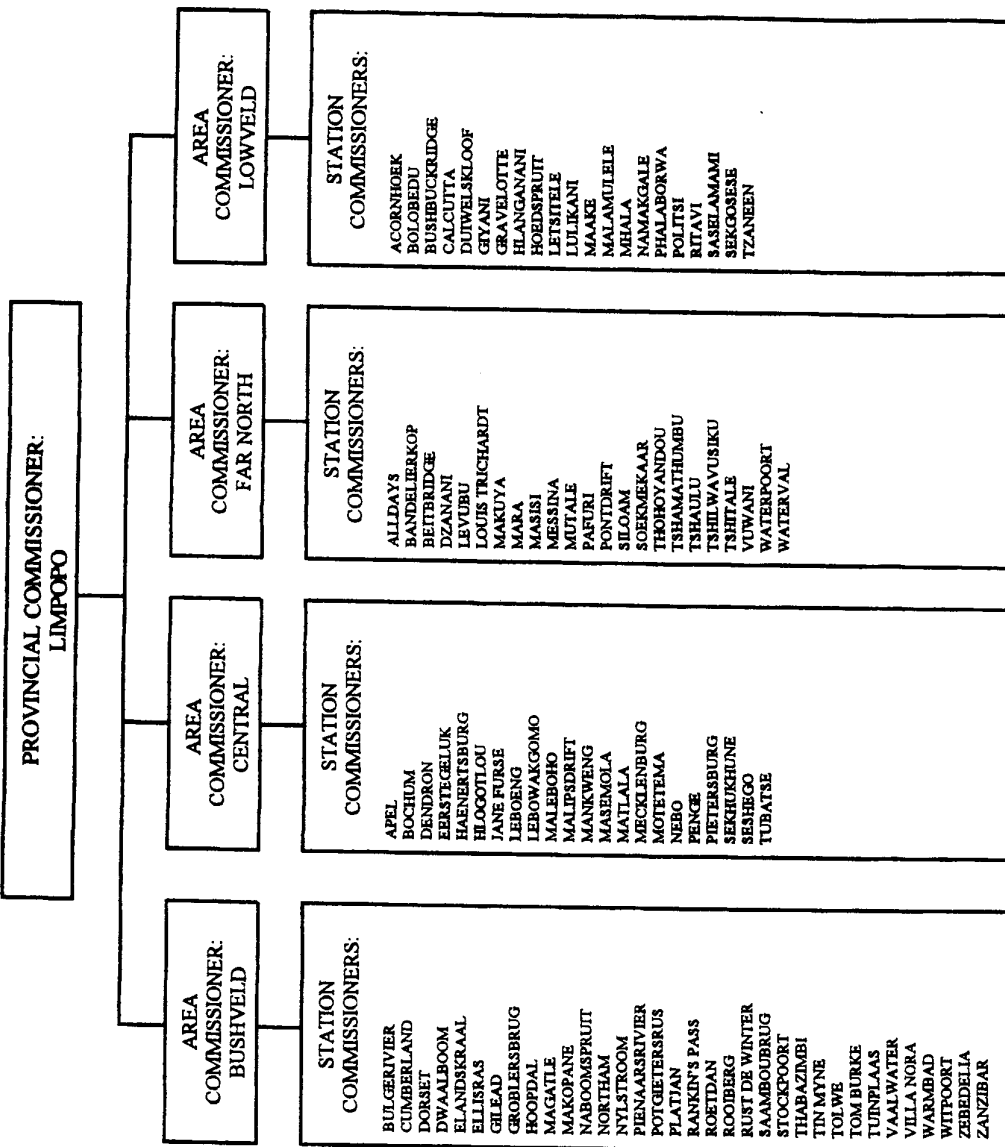 PROVINCIAL COMMISSIONER:
LIMPOPO
AREA
COMMISSIONER:
BUSHVELD
STATION
COMMISSIONERS:
BULGERIVIER
CUMBERLAND
DORSET
DWAALBOOM
ELANDSKRAAL
ELLISRAS
GILEAD
GROBLERSBRUG
HOOPDAL
MAGATLE
MAKOPANE
NABOOMSPRUIT
NORTHAM
NYLSTROOM
PIENAARSRIVIER
POTGIETERSRUS
PLATJAN
RANKIN'S PASS
ROETDAN
ROOIBERG
RUST DE WINTER
SAAMBOUBRUG
STOCKPOORT
THABAZIMBI
TIN MYNE
TOLWE
TOM BURKE
TUINPLAAS
VAALWATER
VILLA NORA
WARMBAD
WITPOORT
ZEBEDELIA
ZANZIBAR
AREA
COMMISSIONER:
CENTRAL
STATION
COMMISSIONERS:
APEL
BOCHUM
DENDRON
EERSTEGELUK
HAENERTSBURG
HLOGOTLOU
JANE FURSE
LEBOENG
LEBOWAKGOMO
MALEBOHO
MALIPSDRIFT
MANKWENG
MASEMOLA
MATLALA
MECKLENBURG
MOTETEMA
NEBO
PENGE
PIETERSBURG
SEKHUKHUNE
SESHEGO
TUBATSE
AREA
COMMISSIONER:
FAR NORTH
STATION
COMMISSIONERS:
ALLDAYS
BANDELIERKOP
BEITBRIDGE
DZANANI
LEVUBU
LOUIS TRICHARDT
MAKUYA
MARA
MASISI
MESSINA
MUTALE
PAFURI
PONTDRIFT
SILOAM
SOEKMEKAAR
THOHOYANDOU
TSHAMATHUMBU
TSHAULU
TSHILWAVUSIKU
TSHITALE
VUWANI
WATERPOORT
WATERVAL
AREA
COMMISSIONER:
LOWVELD
STATION
COMMISSIONERS:
ACORNHOEK
BOLOBEDU
BUSHBUCKRIDGE
CALCUTTA
DUIWELSKLOOF
GIYANI
GRAVELOTTE
HLANGANANI
HOEDSPRUIT
LETSITELE
LULIKANI
MAAKE
MALAMULELE
MHALA
NAMAKGALE
PHALABORWA
POLITSI
RITAVI
SASELAMAMI
SEKGOSESE
TZANEEN